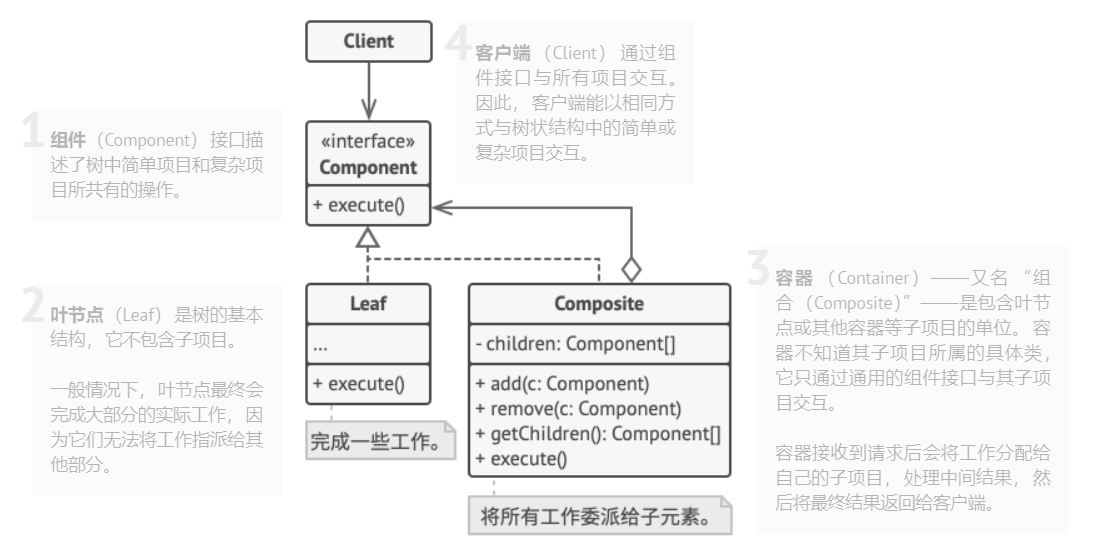 Client
4
客户端（Client）通过组
件接口与所有项目交互。
因此，客户端能以相同方
式与树状结构中的简单或
复杂项目交互。
1
组件（Component）接口描
述了树中简单项目和复杂项
目所共有的操作。
«interface»
Component
+ execute()
2
叶节点（Leaf）是树的基本
结构，它不包含子项目。
一般情况下，叶节点最终会
完成大部分的实际工作，因
为它们无法将工作指派给其
他部分。
Leaf
...
+ execute()
完成一些工作。
Composite
- children: Component[]
+ add(c: Component)
+ remove(c: Component)
+ getChildren(): Component[]
+ execute()
将所有工作委派给子元素。
3
容器（Container）——又名“组
合（Composite）”——是包含叶节
点或其他容器等子项目的单位。容
器不知道其子项目所属的具体类，
它只通过通用的组件接口与其子项
目交互。
容器接收到请求后会将工作分配给
自己的子项目，处理中间结果，然
后将最终结果返回给客户端。